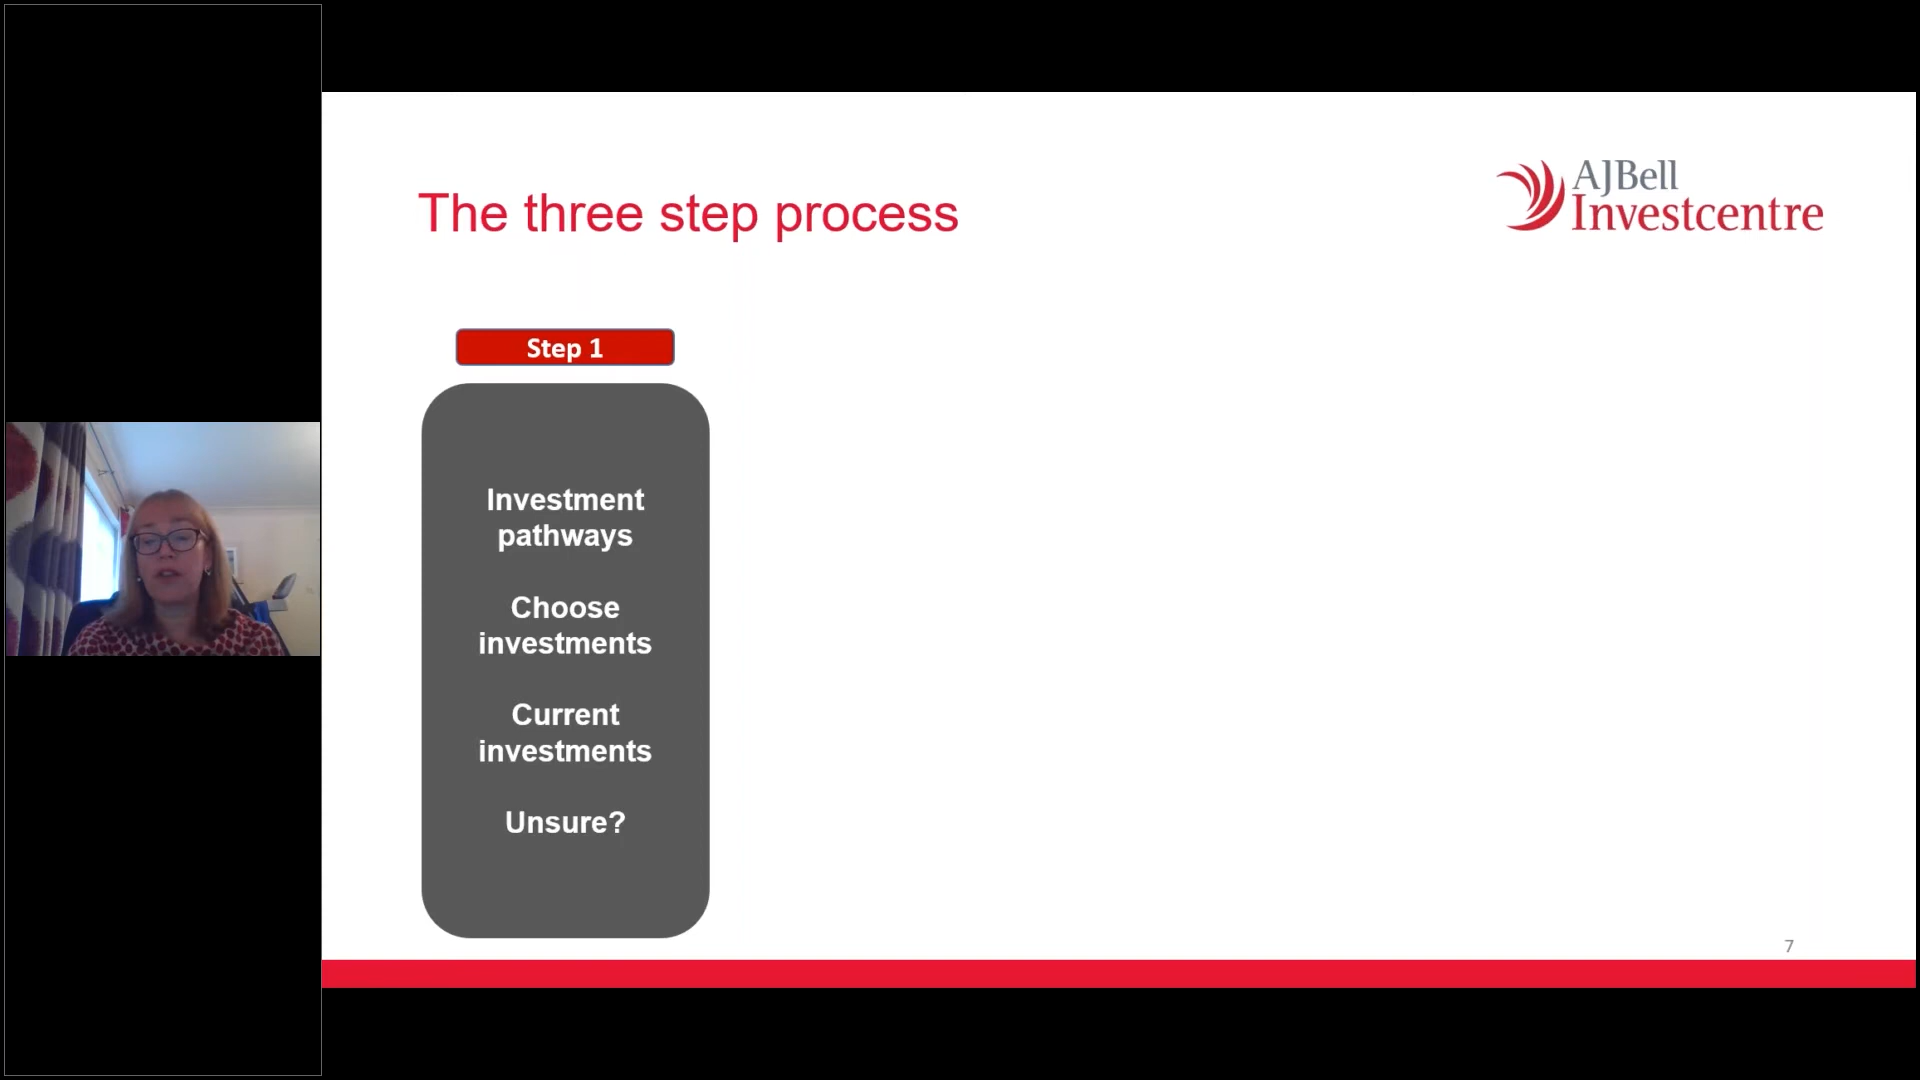 The three step process
AJBell
Investcentre
Step 1
Investment
pathways
Choose
investments
Current
investments
Unsure?
7